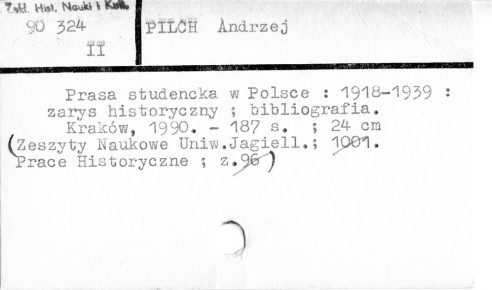 Zakł. Hist. Nauki i
90 324
II
PILCH Andrzej
Prasa studencka w Polsce : 1918-1939 :
zarys historyczny ; bibliografia.
Kraków, 1990. - 187 s. ; 24 cm
(Zeszyty Naukowe Uniw.Jagiell.; 1001.
Prace Historyczne ; z.96)